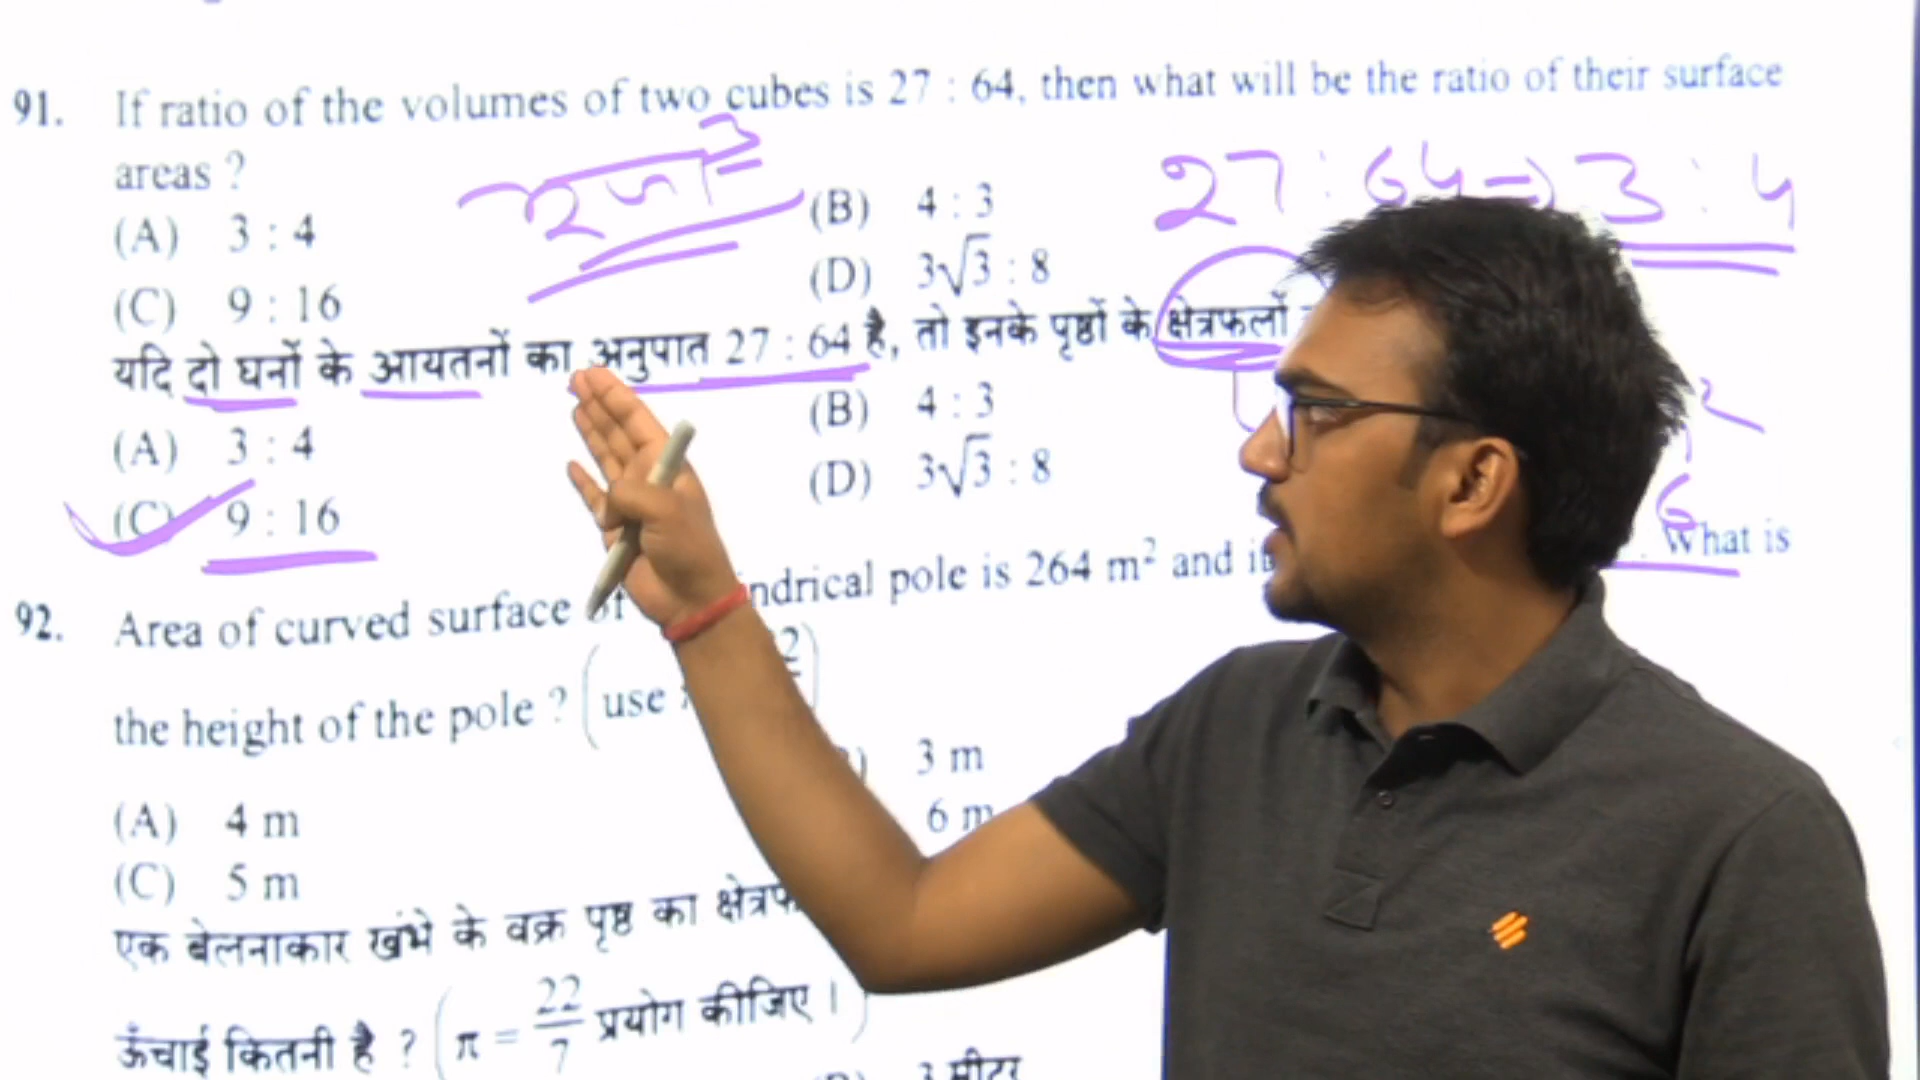 91. If ratio of the volumes of two cubes is 27 : 64, then what will be the ratio of their surface
areas ?
भुजा³
27 : 64 → 3 : 4
(A) 3 : 4 (B) 4 : 3
(C) 9 : 16 (D) 3√3 : 8
यदि दो घनों के आयतनों का अनुपात 27 : 64 है, तो इनके पृष्ठों के क्षेत्रफलों
(A) 3 : 4 (B) 4 : 3
(C) 9 : 16 (D) 3√3 : 8
92. Area of curved surface of pole is 264 m² and What is
the height of the pole ? (use
(A) 4 m 3 m
(C) 5 m 6 m
एक बेलनाकार खंभे के वक्र पृष्ठ का
ऊँचाई कितनी है ? (π = 22/7 प्रयोग कीजिए ।)
3 मीटर